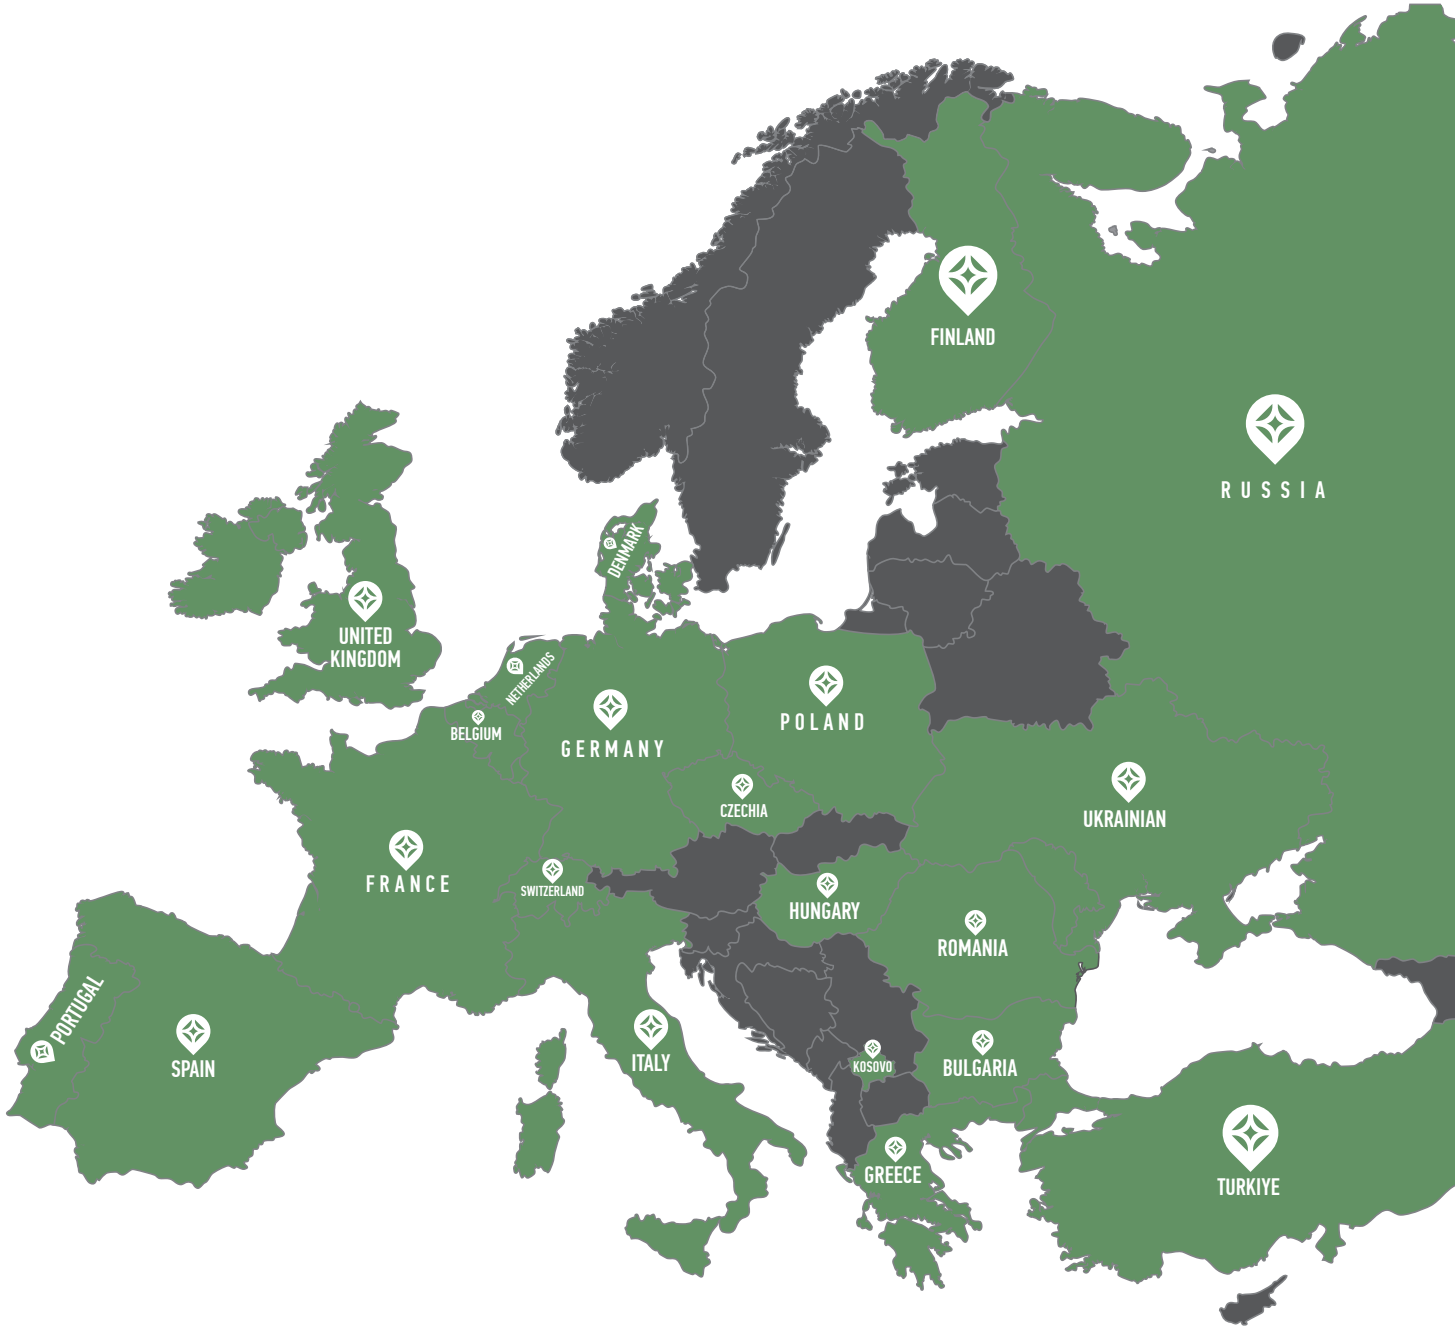 FINLAND
RUSSIA
DENMARK
UNITED
KINGDOM
NETHERLANDS
BELGIUM
GERMANY
POLAND
CZECHIA
UKRAINIAN
FRANCE
SWITZERLAND
HUNGARY
ROMANIA
PORTUGAL
SPAIN
ITALY
KOSOVO
BULGARIA
GREECE
TURKIYE